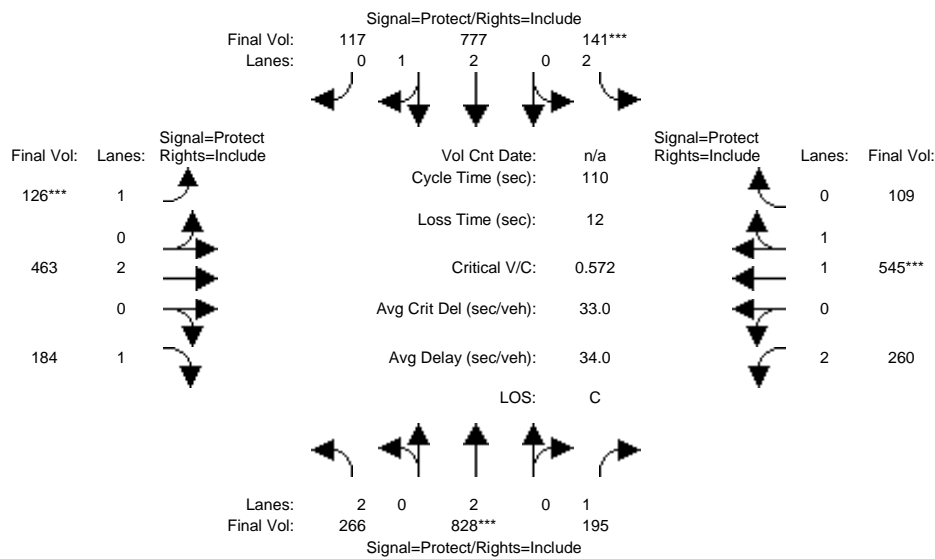 Signal=Protect/Rights=Include
Final Vol: 117 777 141***
Lanes: 0 1 2 0 2
Signal=Protect
Final Vol: Lanes: Rights=Include
Vol Cnt Date: n/a
Signal=Protect
Rights=Include Lanes: Final Vol:
Cycle Time (sec): 110
126*** 1
0 109
Loss Time (sec): 12
0
1
463 2
Critical V/C: 0.572
1 545***
0
Avg Crit Del (sec/veh): 33.0
0
184 1
Avg Delay (sec/veh): 34.0
2 260
LOS: C
Lanes: 2 0 2 0 1
Final Vol: 266 828*** 195
Signal=Protect/Rights=Include